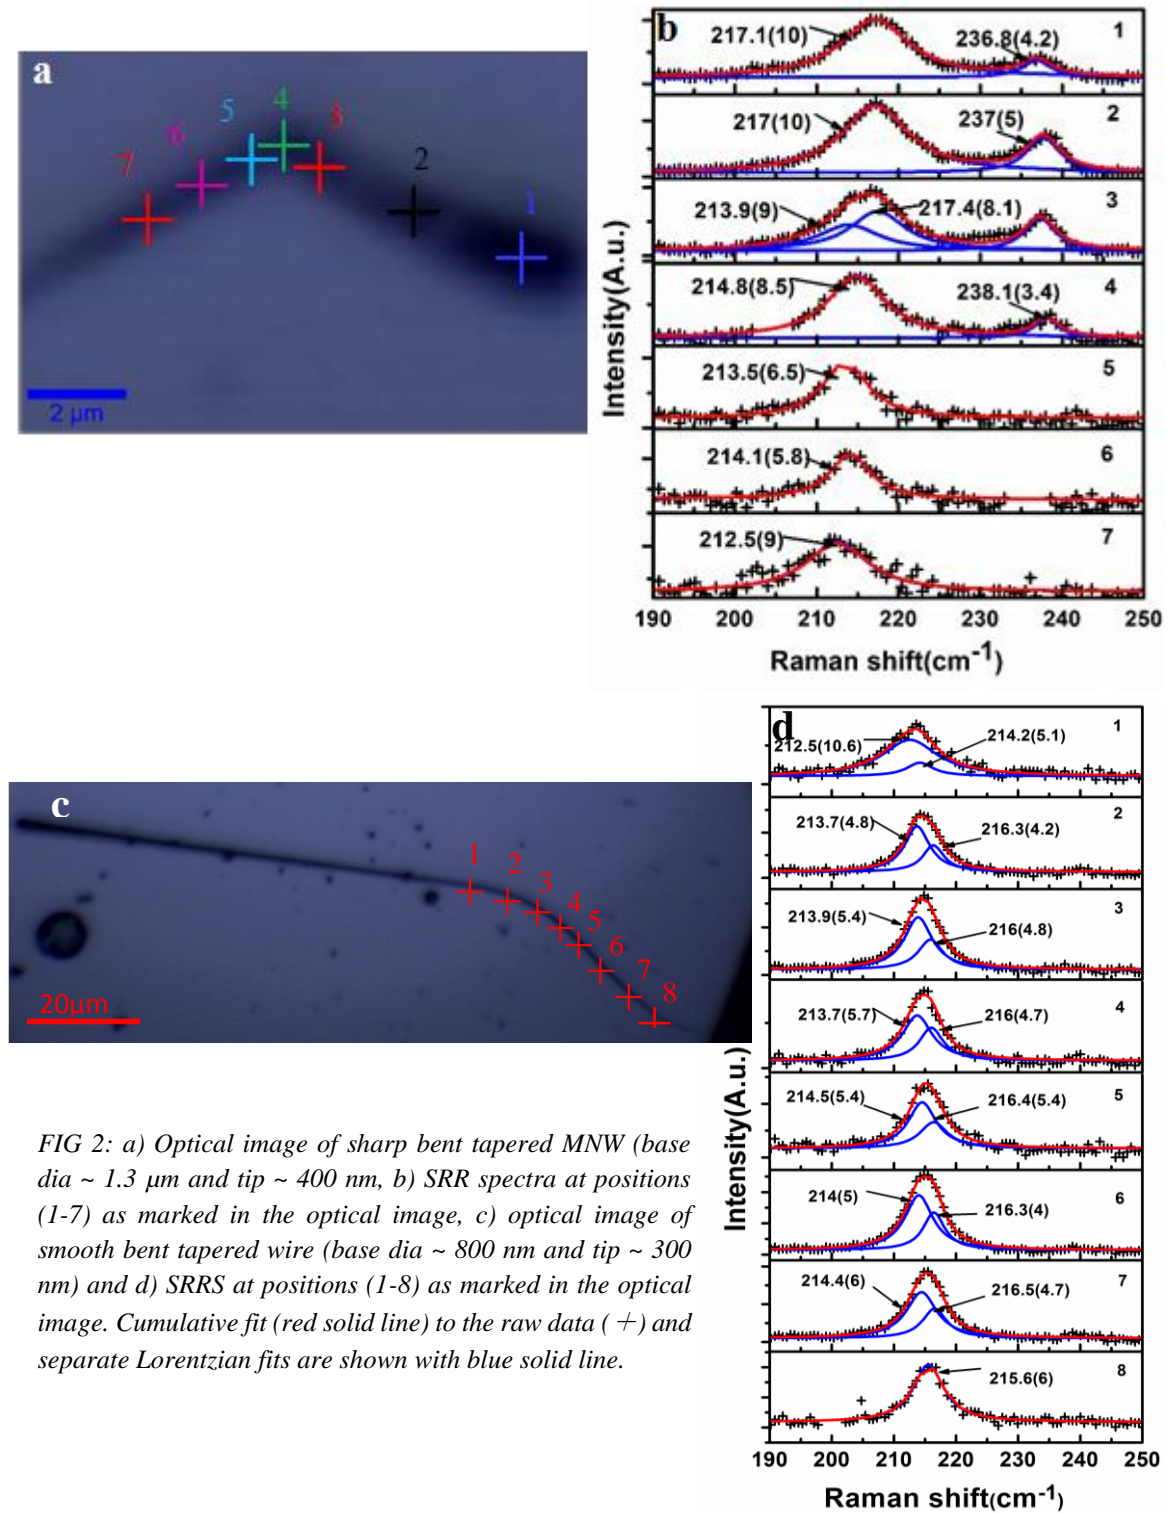 a
7
6
5
4
3
2
1
2 µm
b
217.1(10)
236.8(4.2)
1
217(10)
237(5)
2
213.9(9)
217.4(8.1)
3
214.8(8.5)
238.1(3.4)
4
213.5(6.5)
5
214.1(5.8)
6
212.5(9)
7
Intensity(A.u.)
190 200 210 220 230 240 250
Raman shift(cm-1)
c
1
2
3
4
5
6
7
8
20µm
d
212.5(10.6)
214.2(5.1)
1
213.7(4.8)
216.3(4.2)
2
213.9(5.4)
216(4.8)
3
213.7(5.7)
216(4.7)
4
214.5(5.4)
216.4(5.4)
5
214(5)
216.3(4)
6
214.4(6)
216.5(4.7)
7
215.6(6)
8
Intensity(A.u.)
190 200 210 220 230 240 250
Raman shift(cm-1)
FIG 2: a) Optical image of sharp bent tapered MNW (base
dia ~ 1.3 µm and tip ~ 400 nm, b) SRR spectra at positions
(1-7) as marked in the optical image, c) optical image of
smooth bent tapered wire (base dia ~ 800 nm and tip ~ 300
nm) and d) SRRS at positions (1-8) as marked in the optical
image. Cumulative fit (red solid line) to the raw data ( +) and
separate Lorentzian fits are shown with blue solid line.